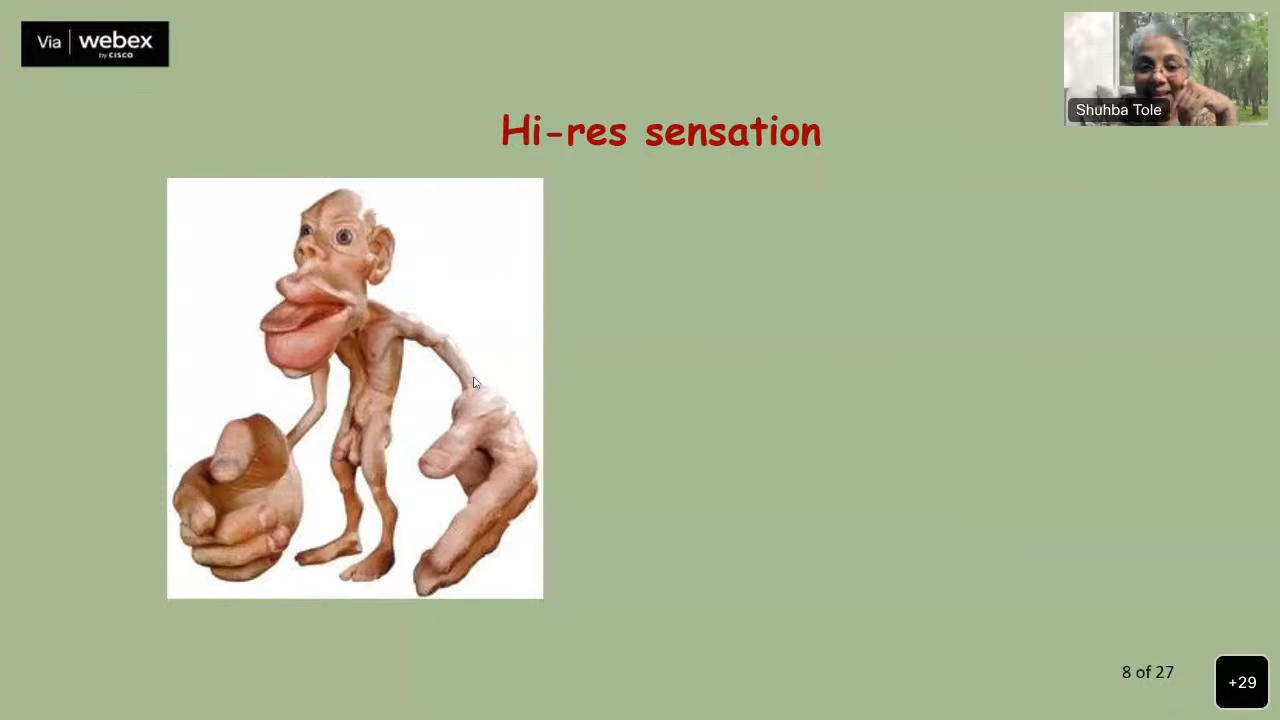 Via | webex
by CISCO
Shuhba Tole
Hi-res sensation
8 of 27
+29